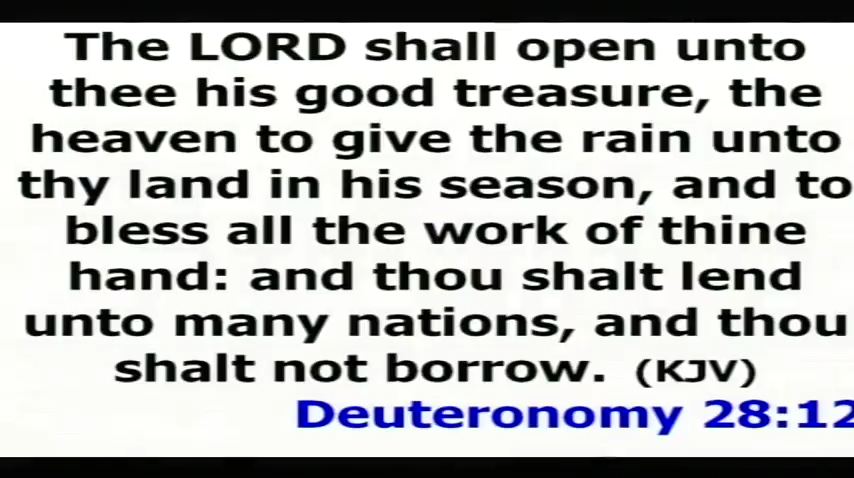 The LORD shall open unto
thee his good treasure, the
heaven to give the rain unto
thy land in his season, and to
bless all the work of thine
hand: and thou shalt lend
unto many nations, and thou
shalt not borrow. (KJV)
Deuteronomy 28:12